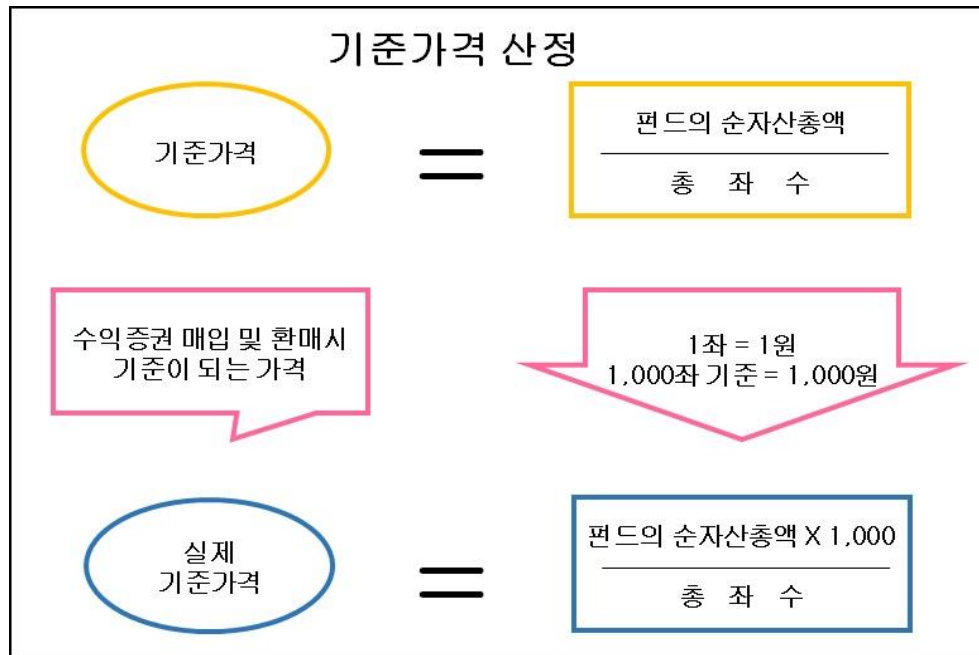 기준가격 산정
기준가격
=
펀드의 순자산총액
총 좌 수
수익증권 매입 및 환매시
기준이 되는 가격
1좌 = 1원
1,000좌 기준 = 1,000원
실제
기준가격
=
펀드의 순자산총액 X 1,000
총 좌 수